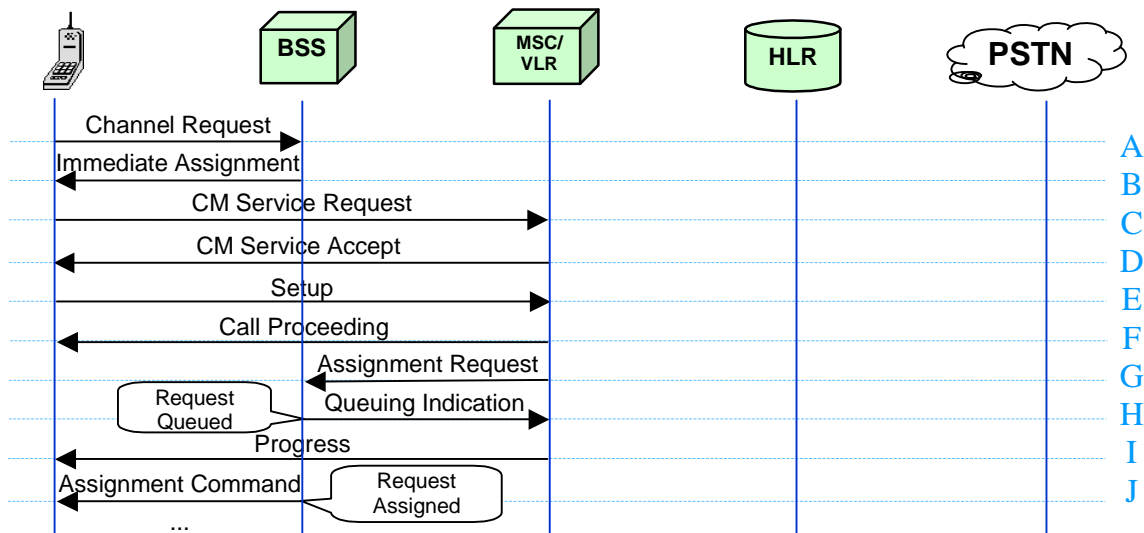 BSS
MSC/
VLR
HLR
PSTN
Channel Request
A
Immediate Assignment
B
CM Service Request
C
CM Service Accept
D
Setup
E
Call Proceeding
F
Assignment Request
G
Request
Queued
Queuing Indication
H
Progress
I
Assignment Command
Request
Assigned
J
...